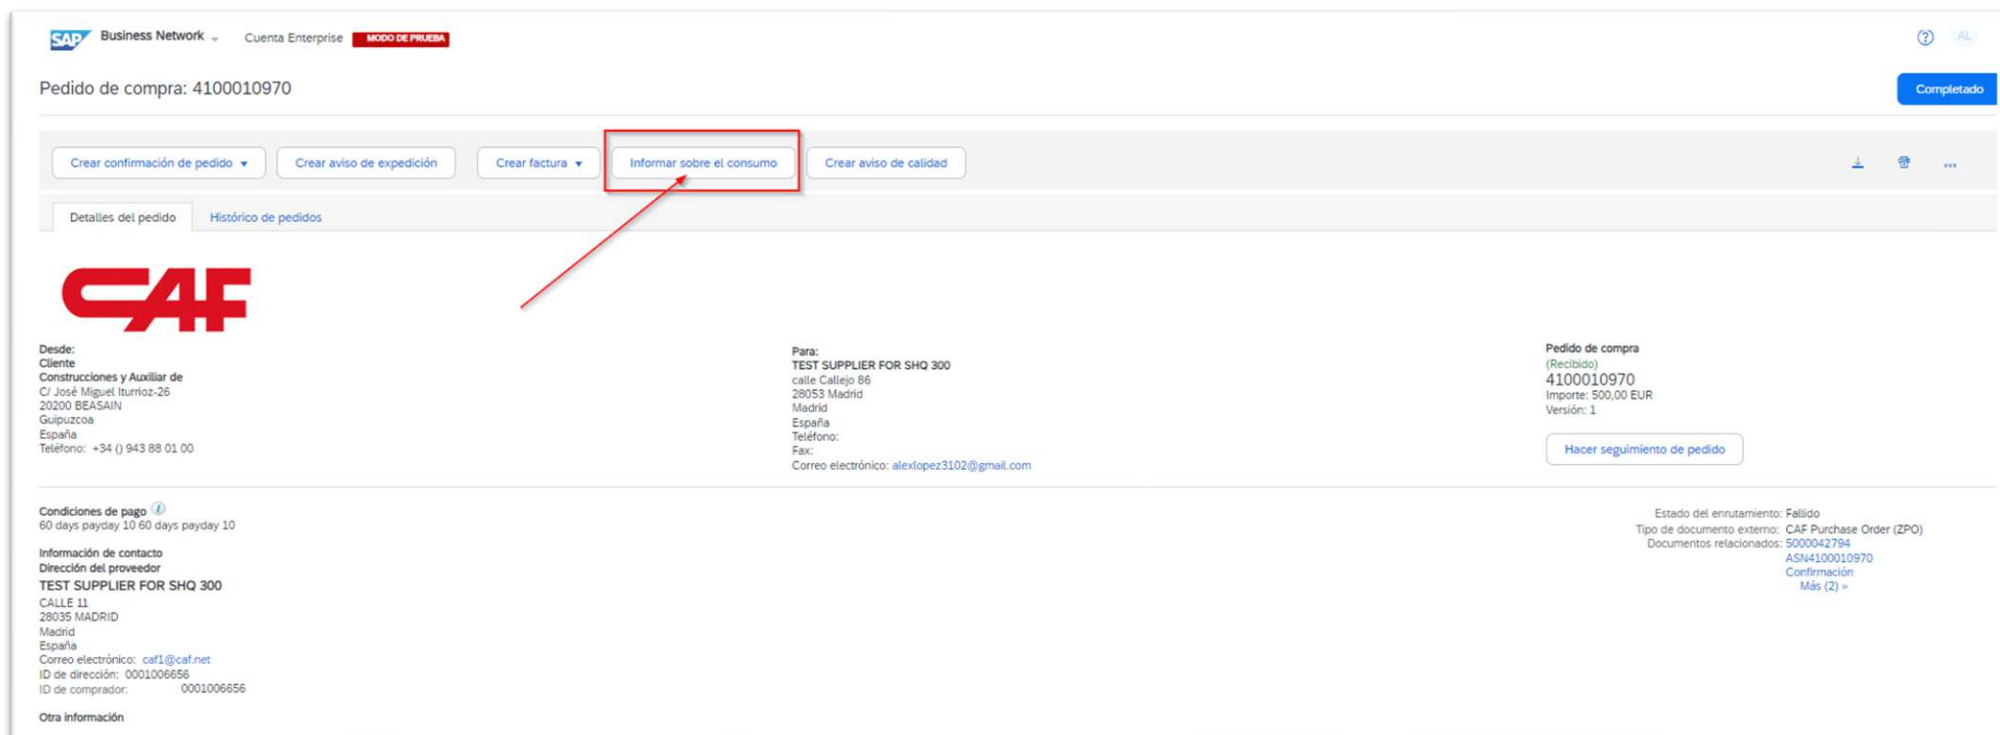 SAP Business Network Cuenta Enterprise MODO DE PRUEBA
? AL
Pedido de compra: 4100010970
Completado
Crear confirmación de pedido
Crear aviso de expedición
Crear factura
Informar sobre el consumo
Crear aviso de calidad
...
Detalles del pedido
Histórico de pedidos
CAF
Desde:
Cliente
Construcciones y Auxiliar de
C/ José Miguel Iturrioz-26
20200 BEASAIN
Guipuzcoa
España
Teléfono: +34 () 943 88 01 00
Para:
TEST SUPPLIER FOR SHQ 300
calle Callejo 86
28053 Madrid
Madrid
España
Teléfono:
Fax:
Correo electrónico: alexlopez3102@gmail.com
Pedido de compra
(Recibido)
4100010970
Importe: 500,00 EUR
Versión: 1
Hacer seguimiento de pedido
Condiciones de pago i
60 days payday 10 60 days payday 10
Información de contacto
Dirección del proveedor
TEST SUPPLIER FOR SHQ 300
CALLE 11
28035 MADRID
Madrid
España
Correo electrónico: caf1@caf.net
ID de dirección: 0001006656
ID de comprador: 0001006656
Otra información
Estado del enrutamiento: Fallido
Tipo de documento externo: CAF Purchase Order (ZPO)
Documentos relacionados: 5000042794
ASN4100010970
Confirmación
Más (2) »